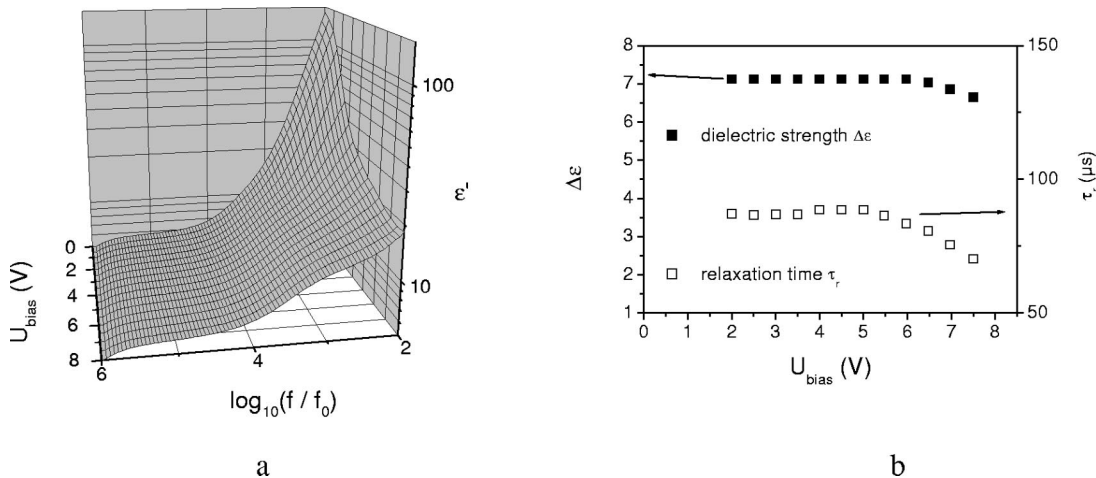 100
ε'
10
0
2
4
6
8
U_bias (V)
6
4
2
log₁₀(f / f₀)
a
8
7
6
5
4
3
2
1
Δε
dielectric strength Δε
relaxation time τᵣ
150
100
50
τᵣ (µs)
0 1 2 3 4 5 6 7 8
U_bias (V)
b